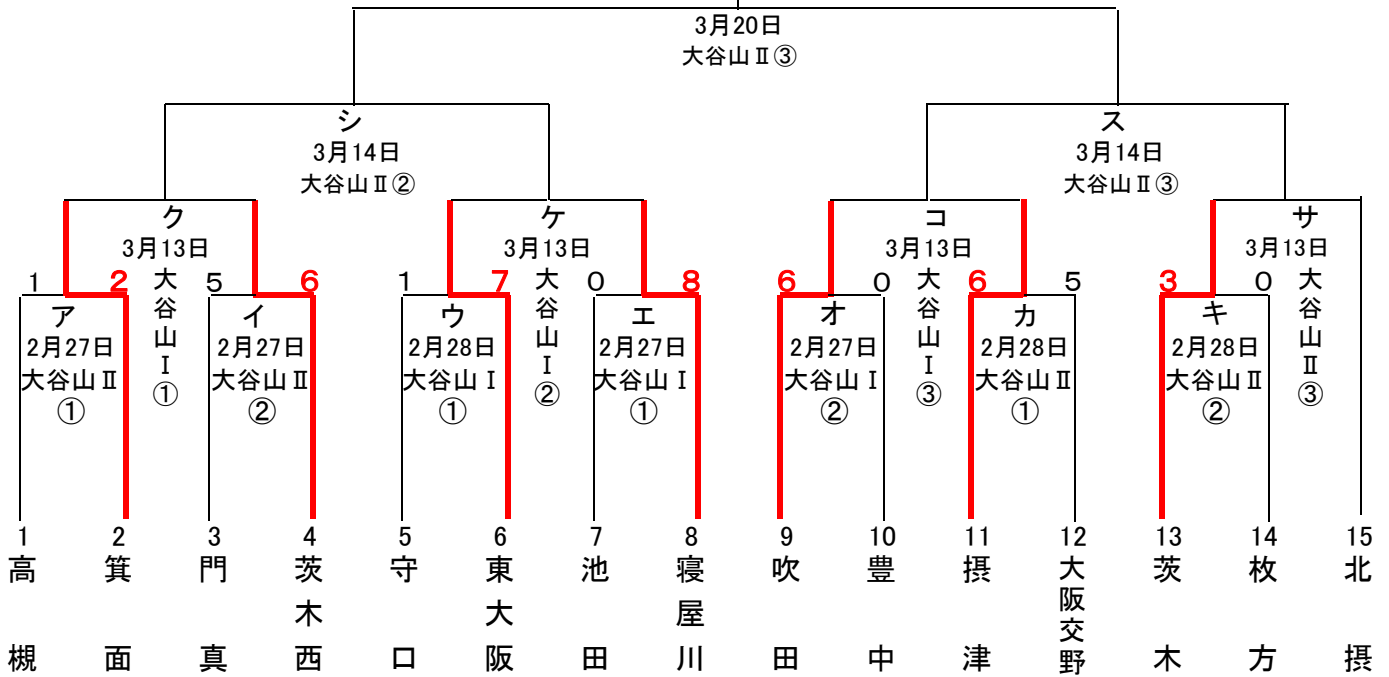 3月20日
大谷山Ⅱ③
シ
3月14日
大谷山Ⅱ②
ス
3月14日
大谷山Ⅱ③
ク
3月13日
大谷山Ⅰ①
ケ
3月13日
大谷山Ⅰ②
コ
3月13日
大谷山Ⅰ③
サ
3月13日
大谷山Ⅱ③
1 2 5 6 1 7 0 8 6 0 6 5 3 0
ア
2月27日
大谷山Ⅱ
①
イ
2月27日
大谷山Ⅱ
②
ウ
2月28日
大谷山Ⅰ
①
エ
2月27日
大谷山Ⅰ
①
オ
2月27日
大谷山Ⅰ
②
カ
2月28日
大谷山Ⅱ
①
キ
2月28日
大谷山Ⅱ
②
1 2 3 4 5 6 7 8 9 10 11 12 13 14 15
高槻
箕面
門真
茨木西
守口
東大阪
池田
寝屋川
吹田
豊中
摂津
大阪交野
茨木
枚方
北摂